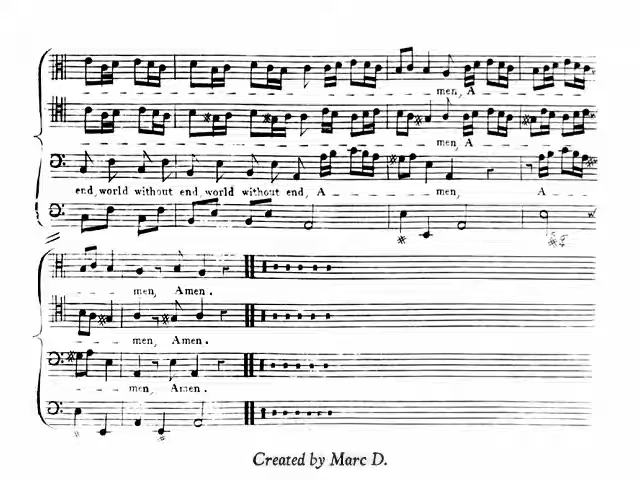 men, A
men, A
end, world without end, world without end, A men, A
men, Amen.
men, Amen.
men, Amen.
Created by Marc D.